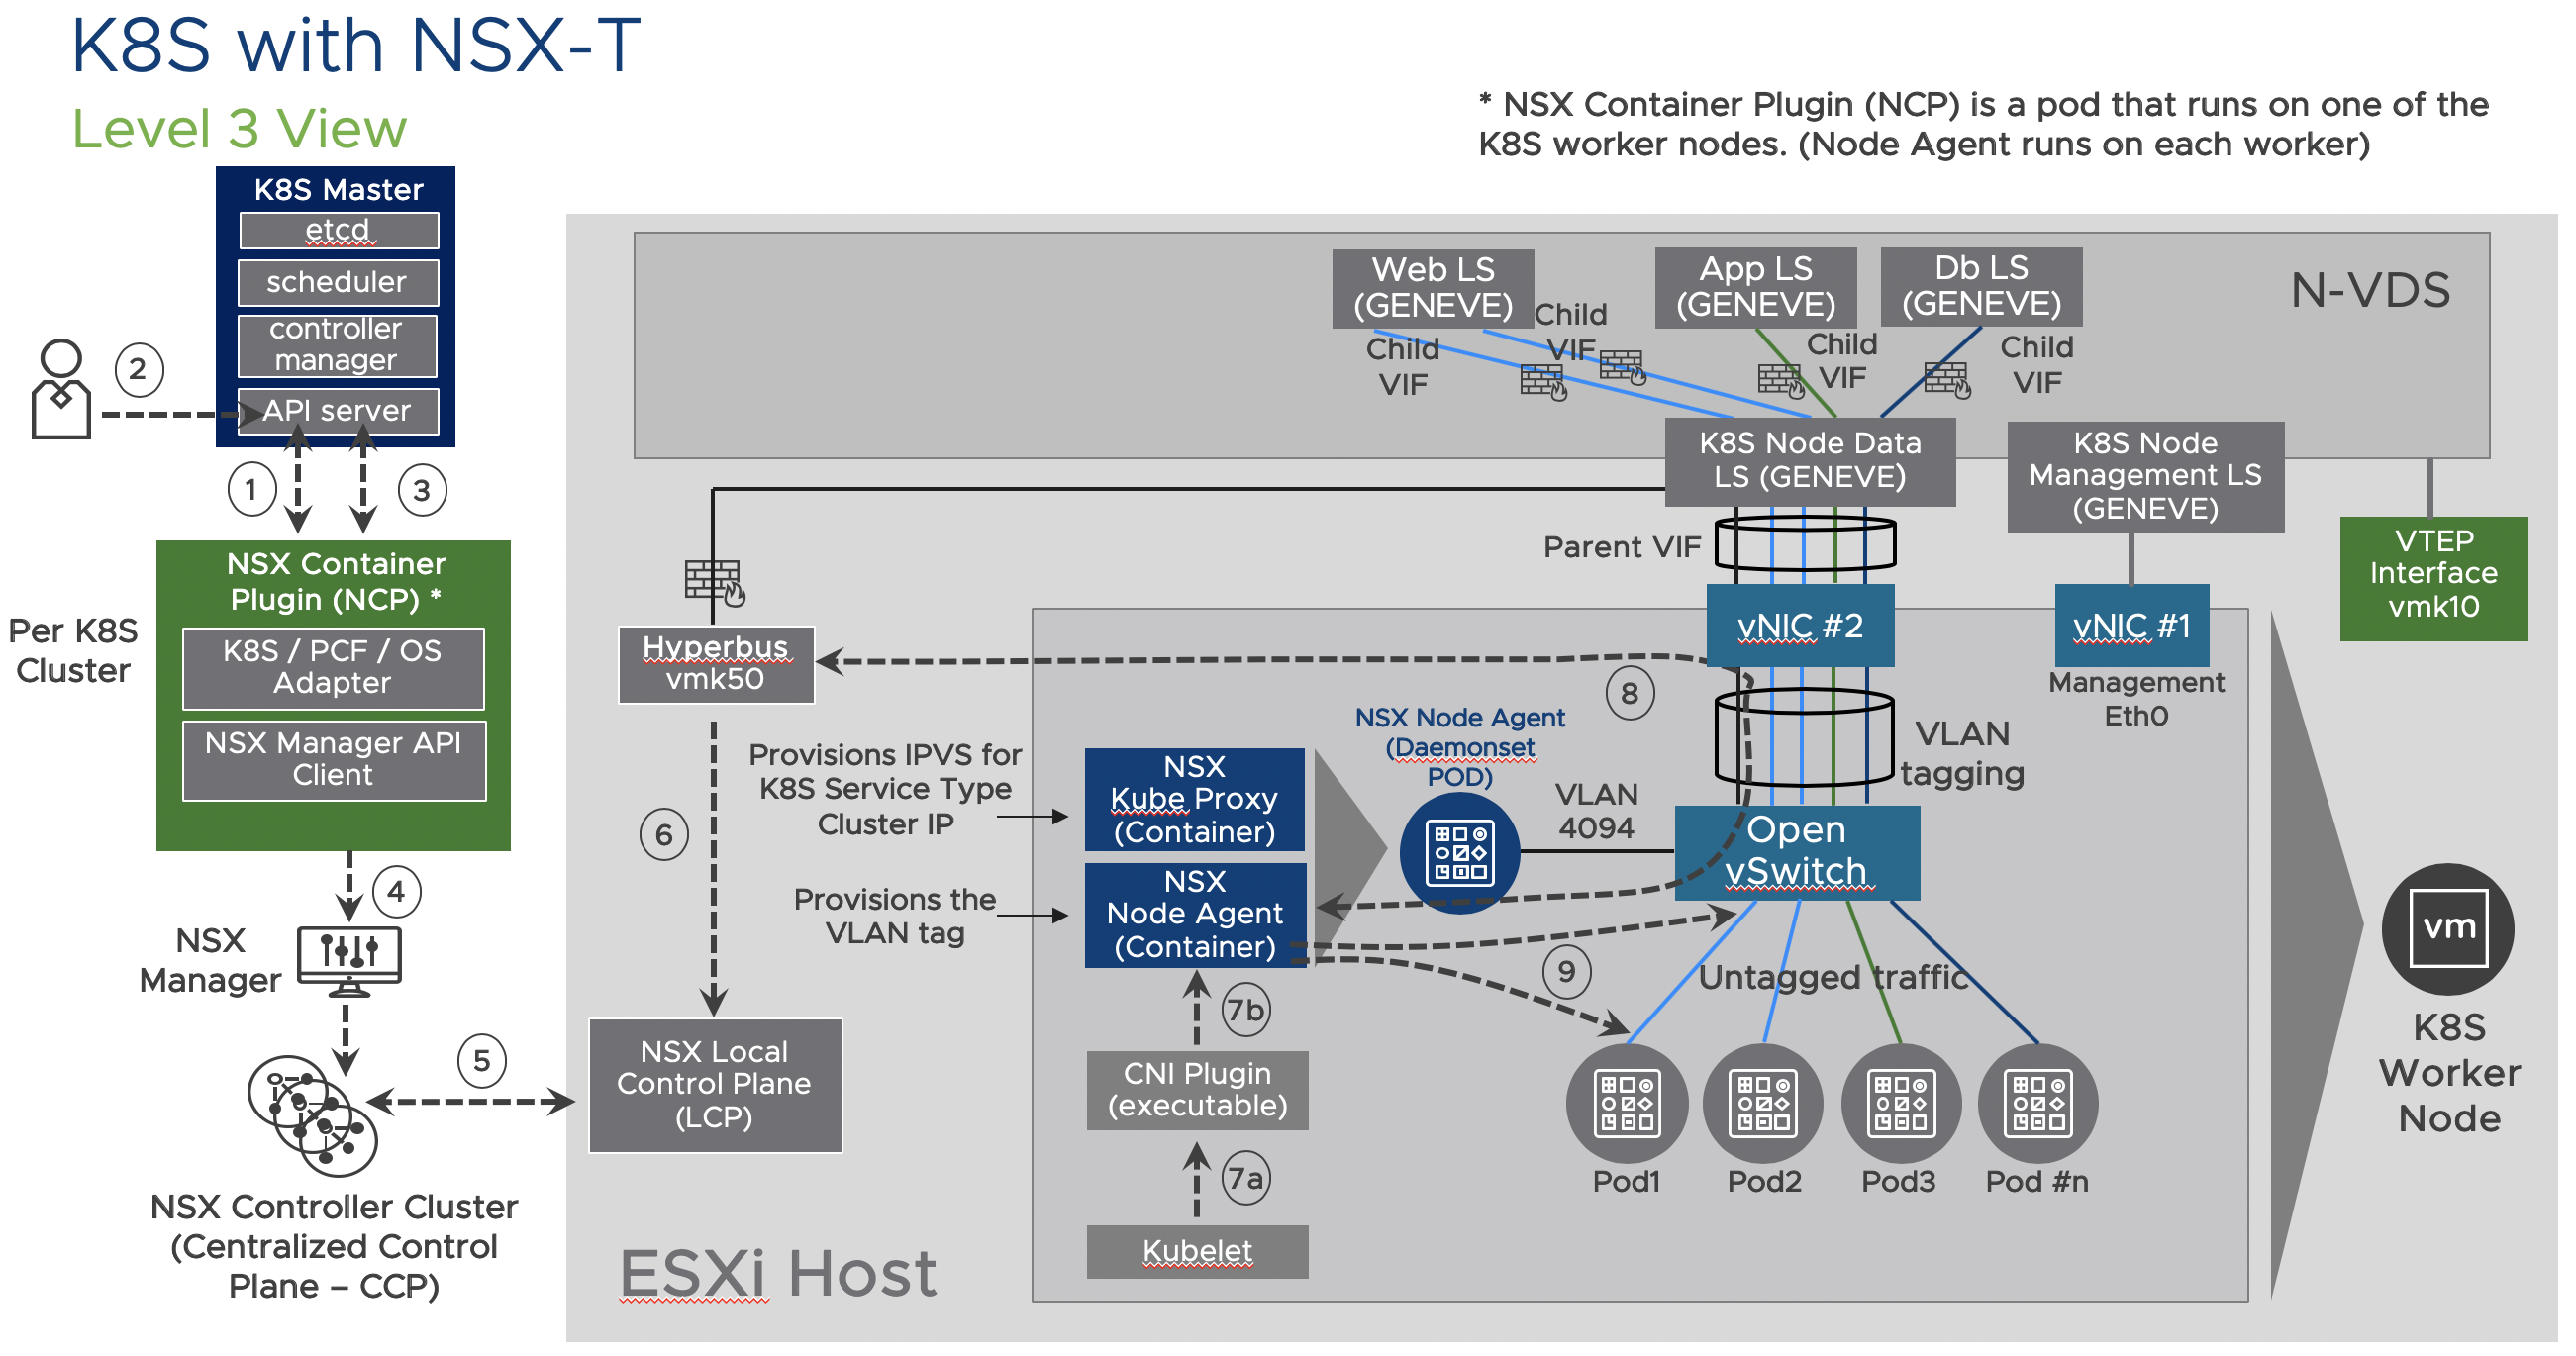 K8S with NSX-T
Level 3 View
* NSX Container Plugin (NCP) is a pod that runs on one of the
K8S worker nodes. (Node Agent runs on each worker)
K8S Master
etcd
scheduler
controller
manager
API server
2
1
3
NSX Container
Plugin (NCP) *
K8S / PCF / OS
Adapter
NSX Manager API
Client
Per K8S
Cluster
4
NSX
Manager
5
NSX Controller Cluster
(Centralized Control
Plane – CCP)
N-VDS
Web LS
(GENEVE)
App LS
(GENEVE)
Db LS
(GENEVE)
Child
VIF
Child
VIF
Child
VIF
Child
VIF
K8S Node Data
LS (GENEVE)
K8S Node
Management LS
(GENEVE)
VTEP
Interface
vmk10
Parent VIF
vNIC #2
vNIC #1
Management
Eth0
Hyperbus
vmk50
8
6
Provisions IPVS for
K8S Service Type
Cluster IP
Provisions the
VLAN tag
NSX
Kube Proxy
(Container)
NSX
Node Agent
(Container)
NSX Node Agent
(Daemonset
POD)
VLAN
4094
VLAN
tagging
Open
vSwitch
9
Untagged traffic
7b
CNI Plugin
(executable)
7a
Kubelet
NSX Local
Control Plane
(LCP)
Pod1
Pod2
Pod3
Pod #n
ESXi Host
vm
K8S
Worker
Node